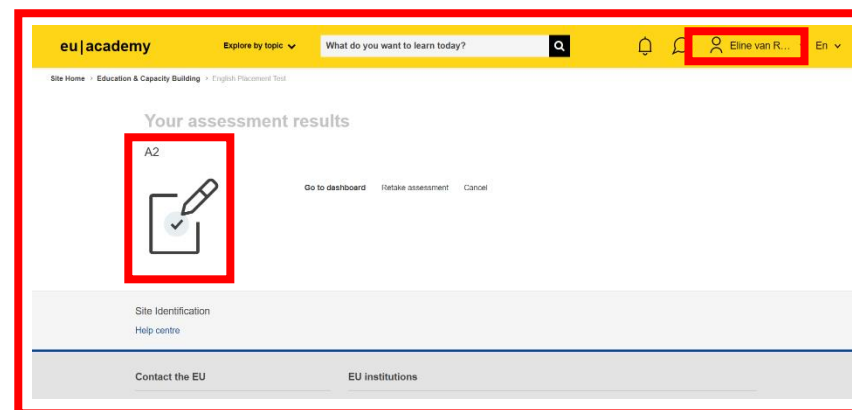 eu|academy Explore by topic What do you want to learn today? Eline van R... En
Site Home › Education & Capacity Building › English Placement Test
Your assessment results
A2
Go to dashboard Retake assessment Cancel
Site Identification
Help centre
Contact the EU EU institutions